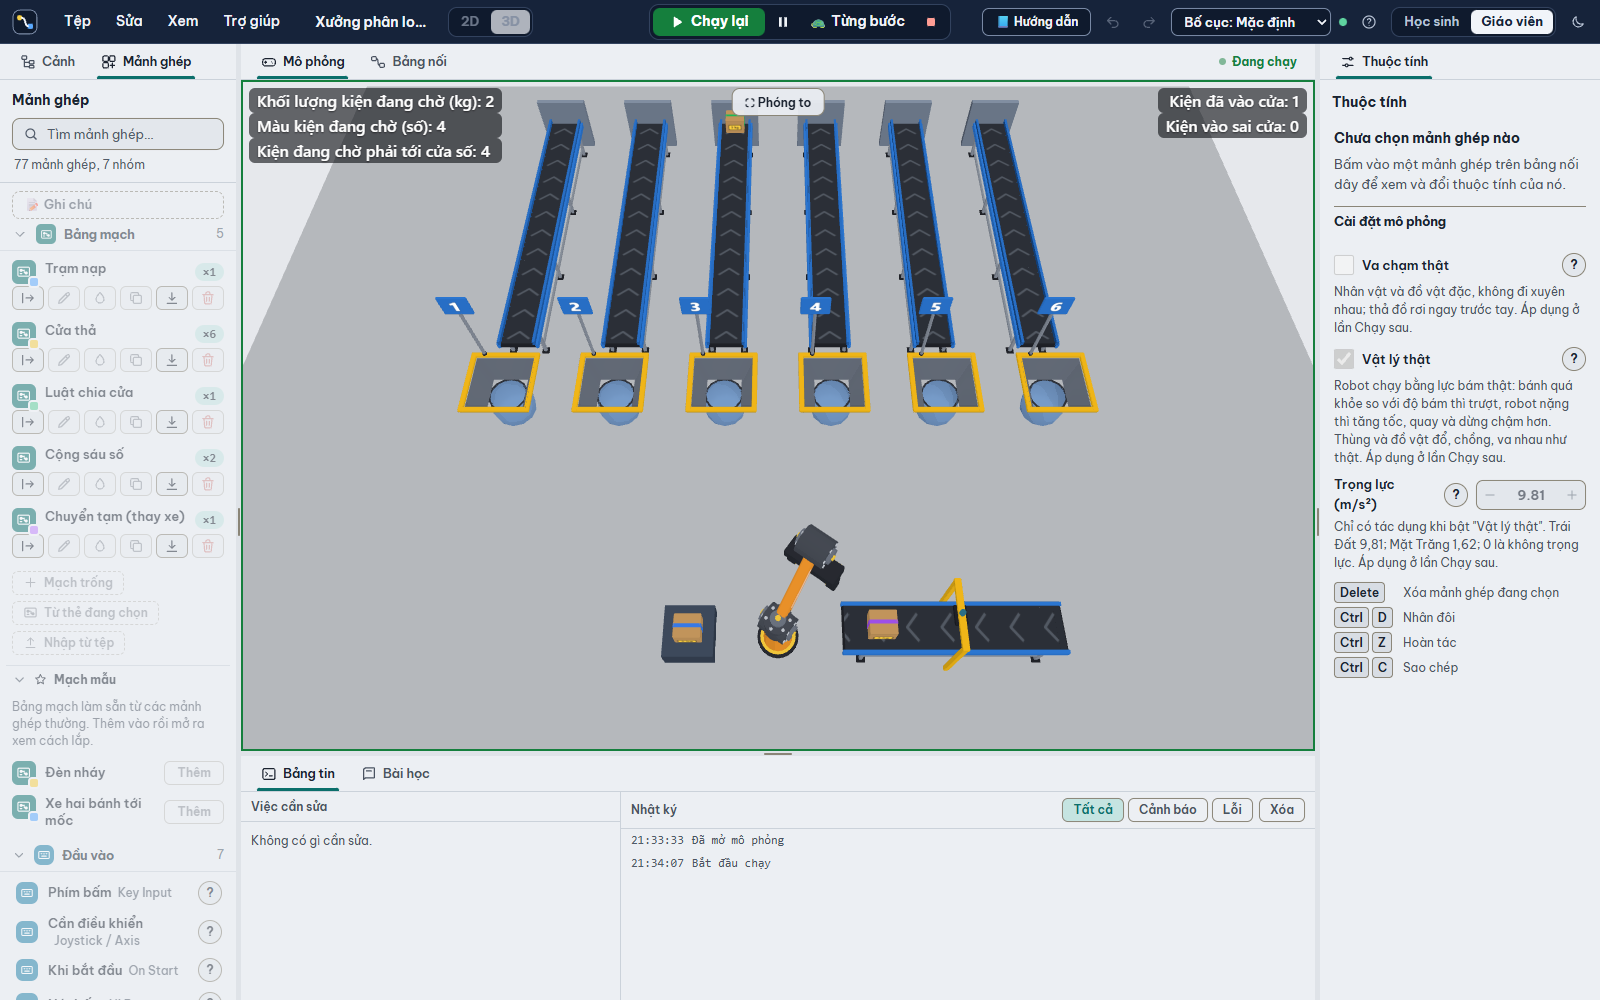 Tệp Sửa Xem Trợ giúp Xưởng phân lo... 2D 3D Chạy lại Từng bước Hướng dẫn Bố cục: Mặc định Học sinh Giáo viên
Cảnh Mảnh ghép
Mảnh ghép
Tìm mảnh ghép...
77 mảnh ghép, 7 nhóm
Ghi chú
Bảng mạch 5
Trạm nạp ×1
Cửa thả ×6
Luật chia cửa ×1
Cộng sáu số ×2
Chuyển tạm (thay xe) ×1
Mạch trống
Từ thẻ đang chọn
Nhập từ tệp
Mạch mẫu
Bảng mạch làm sẵn từ các mảnh
ghép thường. Thêm vào rồi mở ra
xem cách lắp.
Đèn nháy Thêm
Xe hai bánh tới
mốc Thêm
Đầu vào 7
Phím bấm Key Input ?
Cần điều khiển
Joystick / Axis ?
Khi bắt đầu On Start ?
Mô phỏng Bảng nối Đang chạy
Khối lượng kiện đang chờ (kg): 2
Màu kiện đang chờ (số): 4
Kiện đang chờ phải tới cửa số: 4
Phóng to
Kiện đã vào cửa: 1
Kiện vào sai cửa: 0
1 2 3 4 5 6
Bảng tin Bài học
Việc cần sửa
Không có gì cần sửa.
Nhật ký Tất cả Cảnh báo Lỗi Xóa
21:33:33 Đã mở mô phỏng
21:34:07 Bắt đầu chạy
Thuộc tính
Thuộc tính
Chưa chọn mảnh ghép nào
Bấm vào một mảnh ghép trên bảng nối
dây để xem và đổi thuộc tính của nó.
Cài đặt mô phỏng
Va chạm thật ?
Nhân vật và đồ vật đặc, không đi xuyên
nhau; thả đồ rơi ngay trước tay. Áp dụng ở
lần Chạy sau.
Vật lý thật ?
Robot chạy bằng lực bám thật: bánh quá
khỏe so với độ bám thì trượt, robot nặng
thì tăng tốc, quay và dừng chậm hơn.
Thùng và đồ vật đổ, chồng, va nhau như
thật. Áp dụng ở lần Chạy sau.
Trọng lực
(m/s²) ? − 9.81 +
Chỉ có tác dụng khi bật "Vật lý thật". Trái
Đất 9,81; Mặt Trăng 1,62; 0 là không trọng
lực. Áp dụng ở lần Chạy sau.
Delete Xóa mảnh ghép đang chọn
Ctrl D Nhân đôi
Ctrl Z Hoàn tác
Ctrl C Sao chép